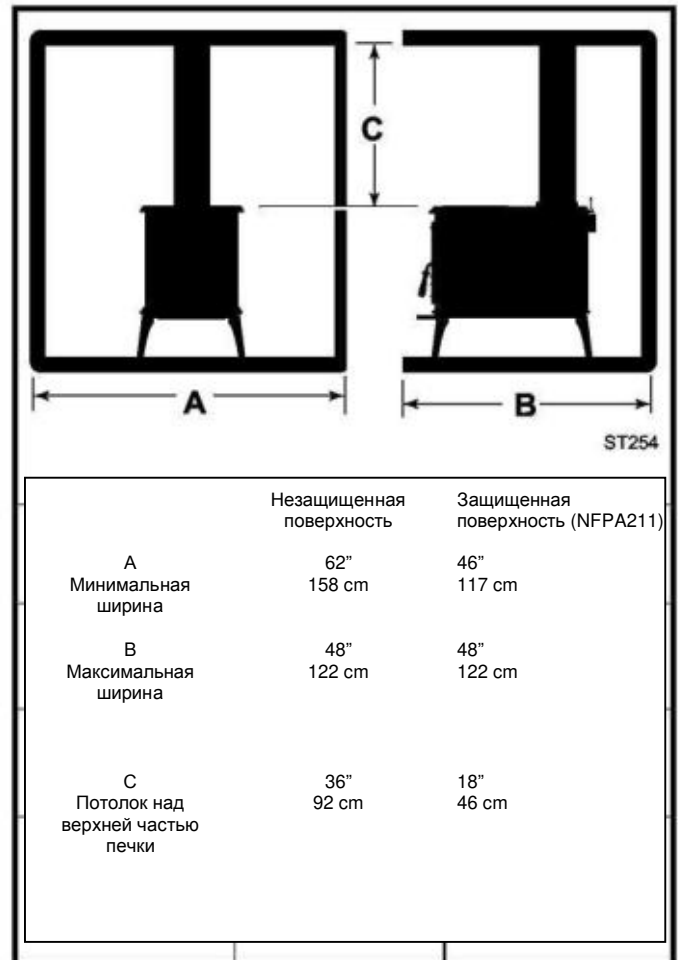 C
A
B
ST254
Незащищенная Защищенная
поверхность поверхность (NFPA211)
A 62” 46”
Минимальная 158 cm 117 cm
ширина
B 48” 48”
Максимальная 122 cm 122 cm
ширина
C 36” 18”
Потолок над 92 cm 46 cm
верхней частью
печки